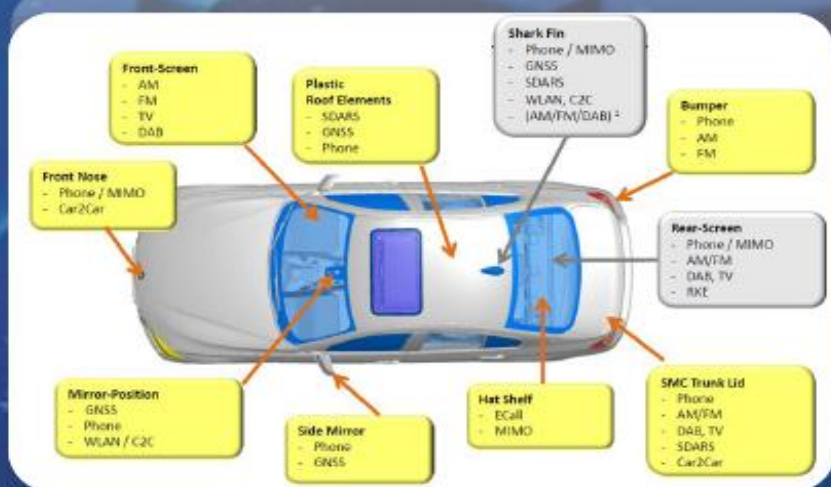 Front-Screen
- AM
- FM
- TV
- DAB
Plastic
Roof Elements
- SDARS
- GNSS
- Phone
Shark Fin
- Phone / MIMO
- GNSS
- SDARS
- WLAN, C2C
- (AM/FM/DAB) ¹
Bumper
- Phone
- AM
- FM
Front Nose
- Phone / MIMO
- Car2Car
Rear-Screen
- Phone / MIMO
- AM/FM
- DAB, TV
- RKE
Mirror-Position
- GNSS
- Phone
- WLAN / C2C
Side Mirror
- Phone
- GNSS
Hat Shelf
- ECall
- MIMO
SMC Trunk Lid
- Phone
- AM/FM
- DAB, TV
- SDARS
- Car2Car